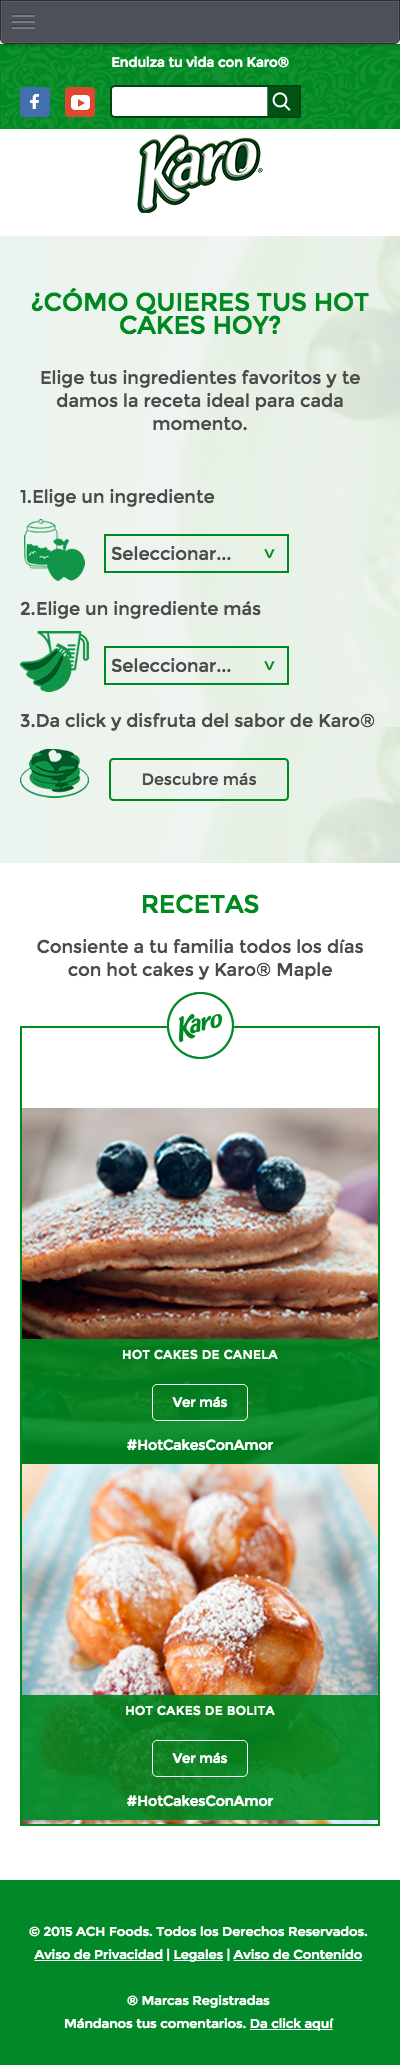 Endulza tu vida con Karo®
Karo®
¿CÓMO QUIERES TUS HOT
CAKES HOY?
Elige tus ingredientes favoritos y te
damos la receta ideal para cada
momento.
1.Elige un ingrediente
Seleccionar...
2.Elige un ingrediente más
Seleccionar...
3.Da click y disfruta del sabor de Karo®
Descubre más
RECETAS
Consiente a tu familia todos los días
con hot cakes y Karo® Maple
Karo
HOT CAKES DE CANELA
Ver más
#HotCakesConAmor
HOT CAKES DE BOLITA
Ver más
#HotCakesConAmor
© 2015 ACH Foods. Todos los Derechos Reservados.
Aviso de Privacidad | Legales | Aviso de Contenido
® Marcas Registradas
Mándanos tus comentarios. Da click aquí